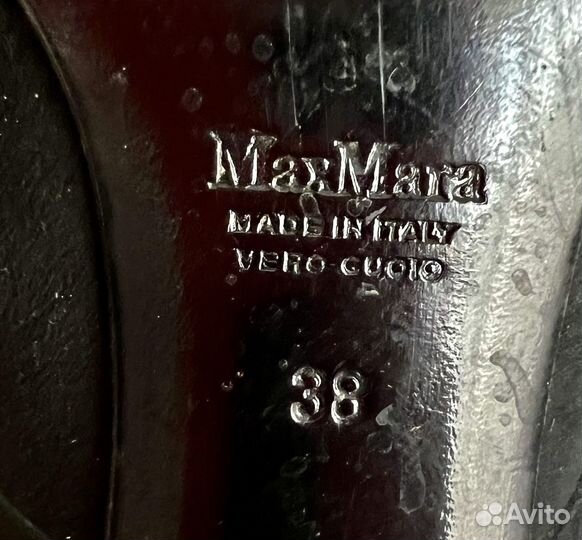 MaxMara
MADE IN ITALY
VERO CUOIO
38
Avito